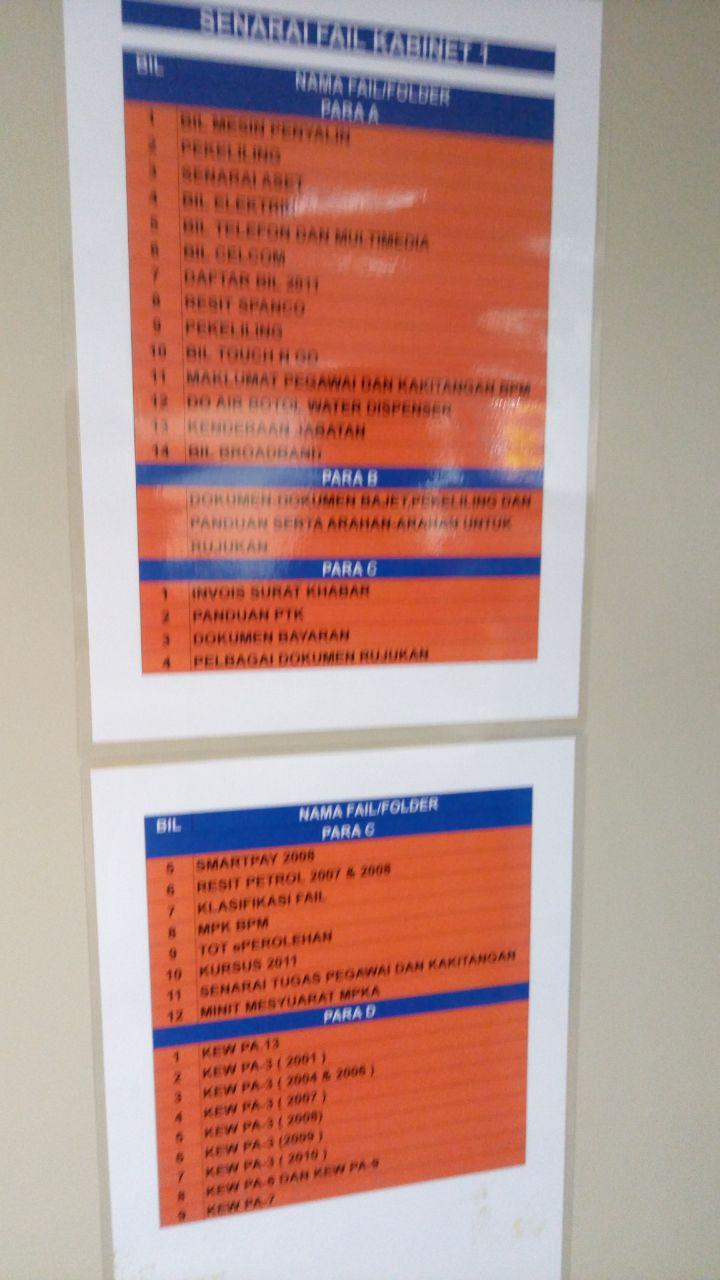 SENARAI FAIL KABINET 1
BIL NAMA FAIL/FOLDER
PARA A
1 BIL MESIN PENYALIN
2 PEKELILING
3 SENARAI ASET
4 BIL ELEKTRIK
5 BIL TELEFON DAN MULTIMEDIA
6 BIL CELCOM
7 DAFTAR BIL 2011
8 RESIT SPANCO
9 PEKELILING
10 BIL TOUCH N GO
11 MAKLUMAT PEGAWAI DAN KAKITANGAN BPM
12 DO AIR BOTOL WATER DISPENSER
13 KENDERAAN JABATAN
14 BIL BROADBAND
PARA B
DOKUMEN-DOKUMEN BAJET,PEKELILING DAN
PANDUAN SERTA ARAHAN-ARAHAN UNTUK
RUJUKAN
PARA C
1 INVOIS SURAT KHABAR
2 PANDUAN PTK
3 DOKUMEN BAYARAN
4 PELBAGAI DOKUMEN RUJUKAN
BIL NAMA FAIL/FOLDER
PARA C
5 SMARTPAY 2008
6 RESIT PETROL 2007 & 2008
7 KLASIFIKASI FAIL
8 MPK BPM
9 TOT ePEROLEHAN
10 KURSUS 2011
11 SENARAI TUGAS PEGAWAI DAN KAKITANGAN
12 MINIT MESYUARAT MPKA
PARA D
1 KEW PA.13
2 KEW PA-3 ( 2001 )
3 KEW PA-3 ( 2004 & 2006 )
4 KEW PA-3 ( 2007 )
5 KEW PA-3 ( 2008)
6 KEW PA-3 (2009 )
7 KEW PA-3 ( 2010 )
8 KEW PA-6 DAN KEW PA-9
9 KEW PA-7